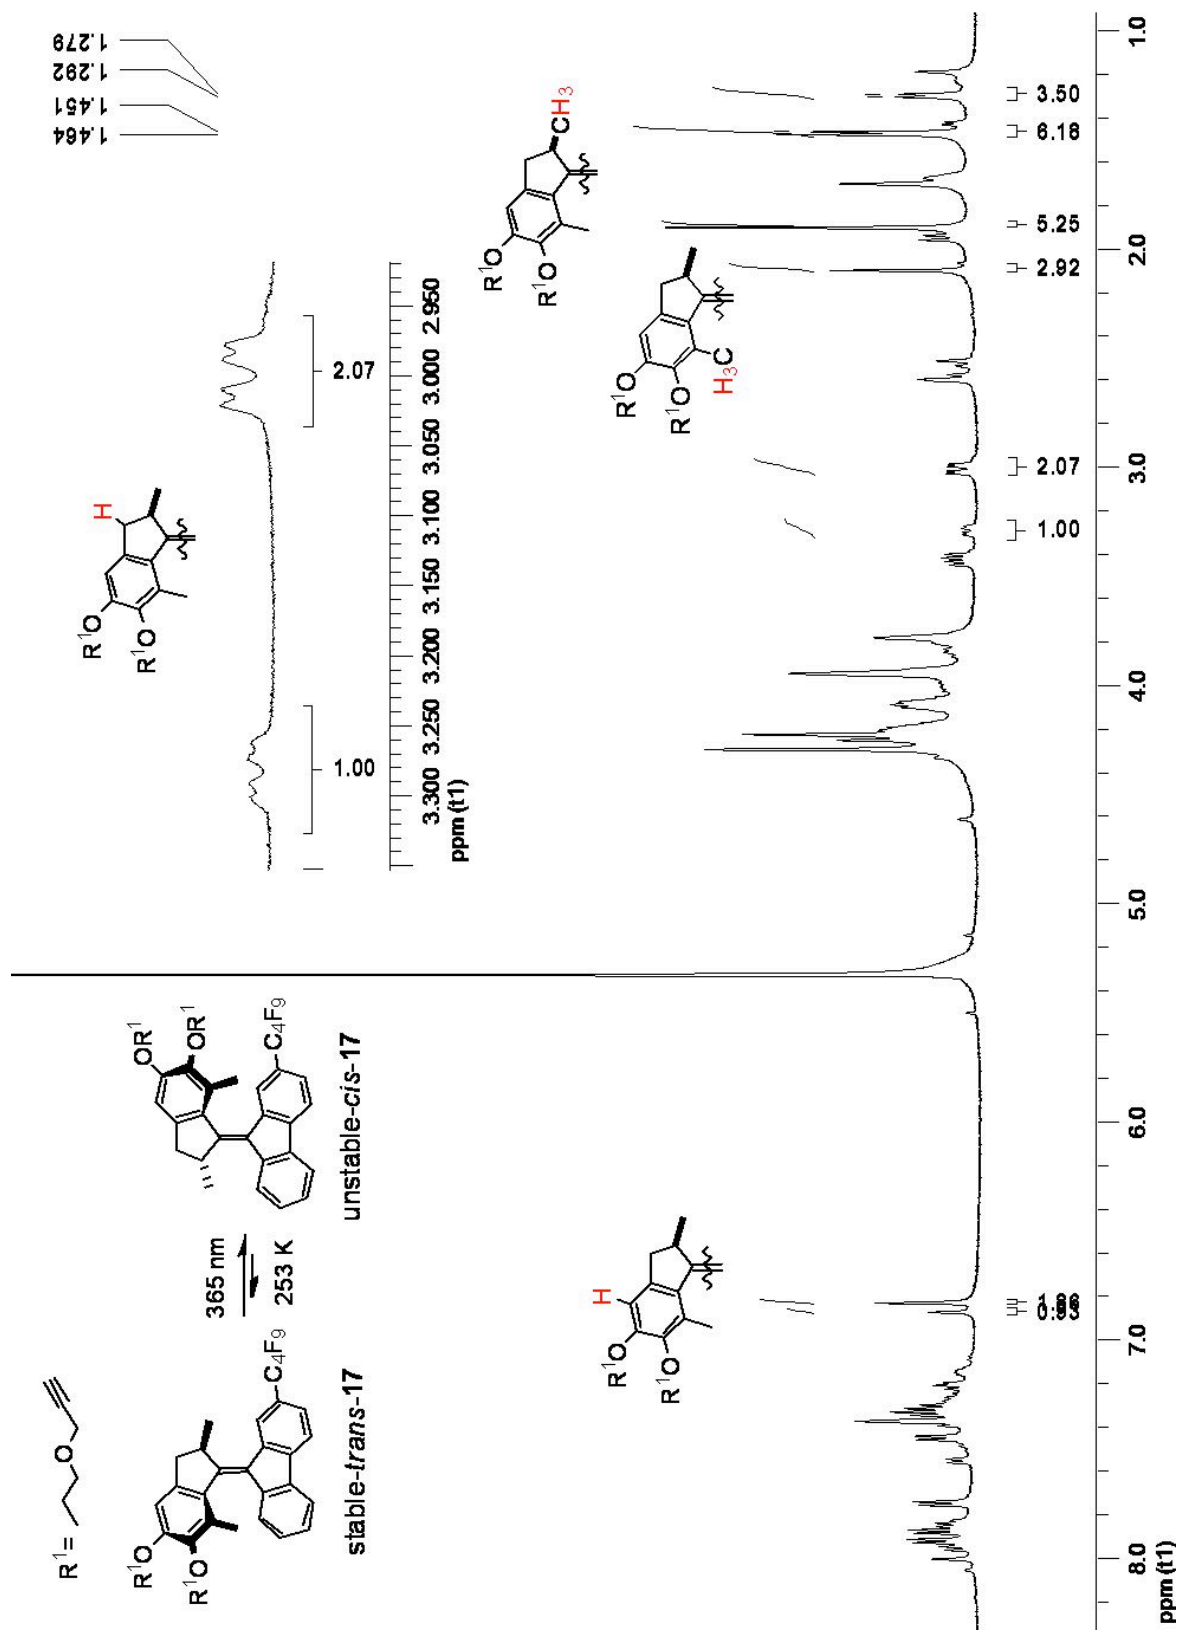 R¹=
R¹O
R¹O
C₄F₉
stable-trans-17
365 nm
253 K
OR¹
OR¹
C₄F₉
unstable-cis-17
R¹O
R¹O
H
1.00
2.07
3.300 3.250 3.200 3.150 3.100 3.050 3.000 2.950
ppm (t1)
1.464
1.451
1.292
1.279
R¹O
R¹O
H
R¹O
R¹O
H₃C
R¹O
R¹O
CH₃
0.93
1.00
2.07
2.92
5.25
6.18
3.50
8.0 7.0 6.0 5.0 4.0 3.0 2.0 1.0
ppm (t1)